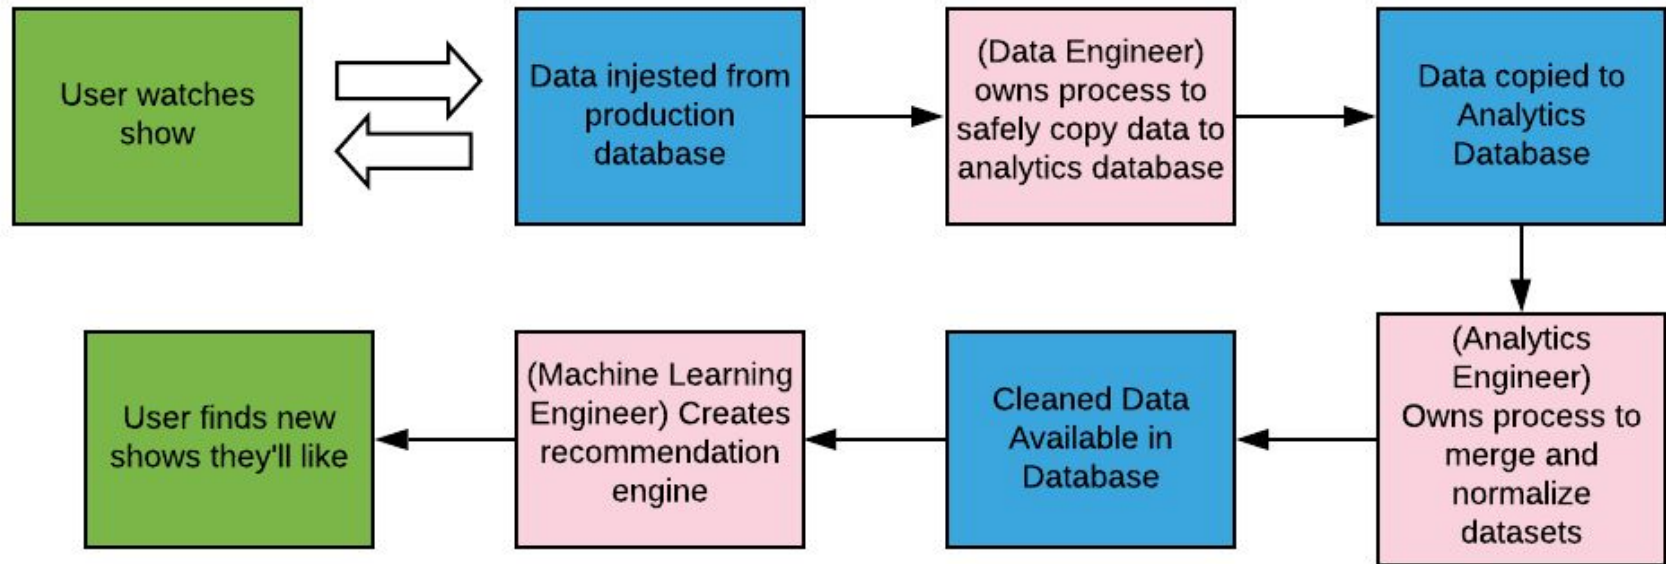 User watches
show
Data injested from
production
database
(Data Engineer)
owns process to
safely copy data to
analytics database
Data copied to
Analytics
Database
(Analytics
Engineer)
Owns process to
merge and
normalize
datasets
Cleaned Data
Available in
Database
(Machine Learning
Engineer) Creates
recommendation
engine
User finds new
shows they'll like